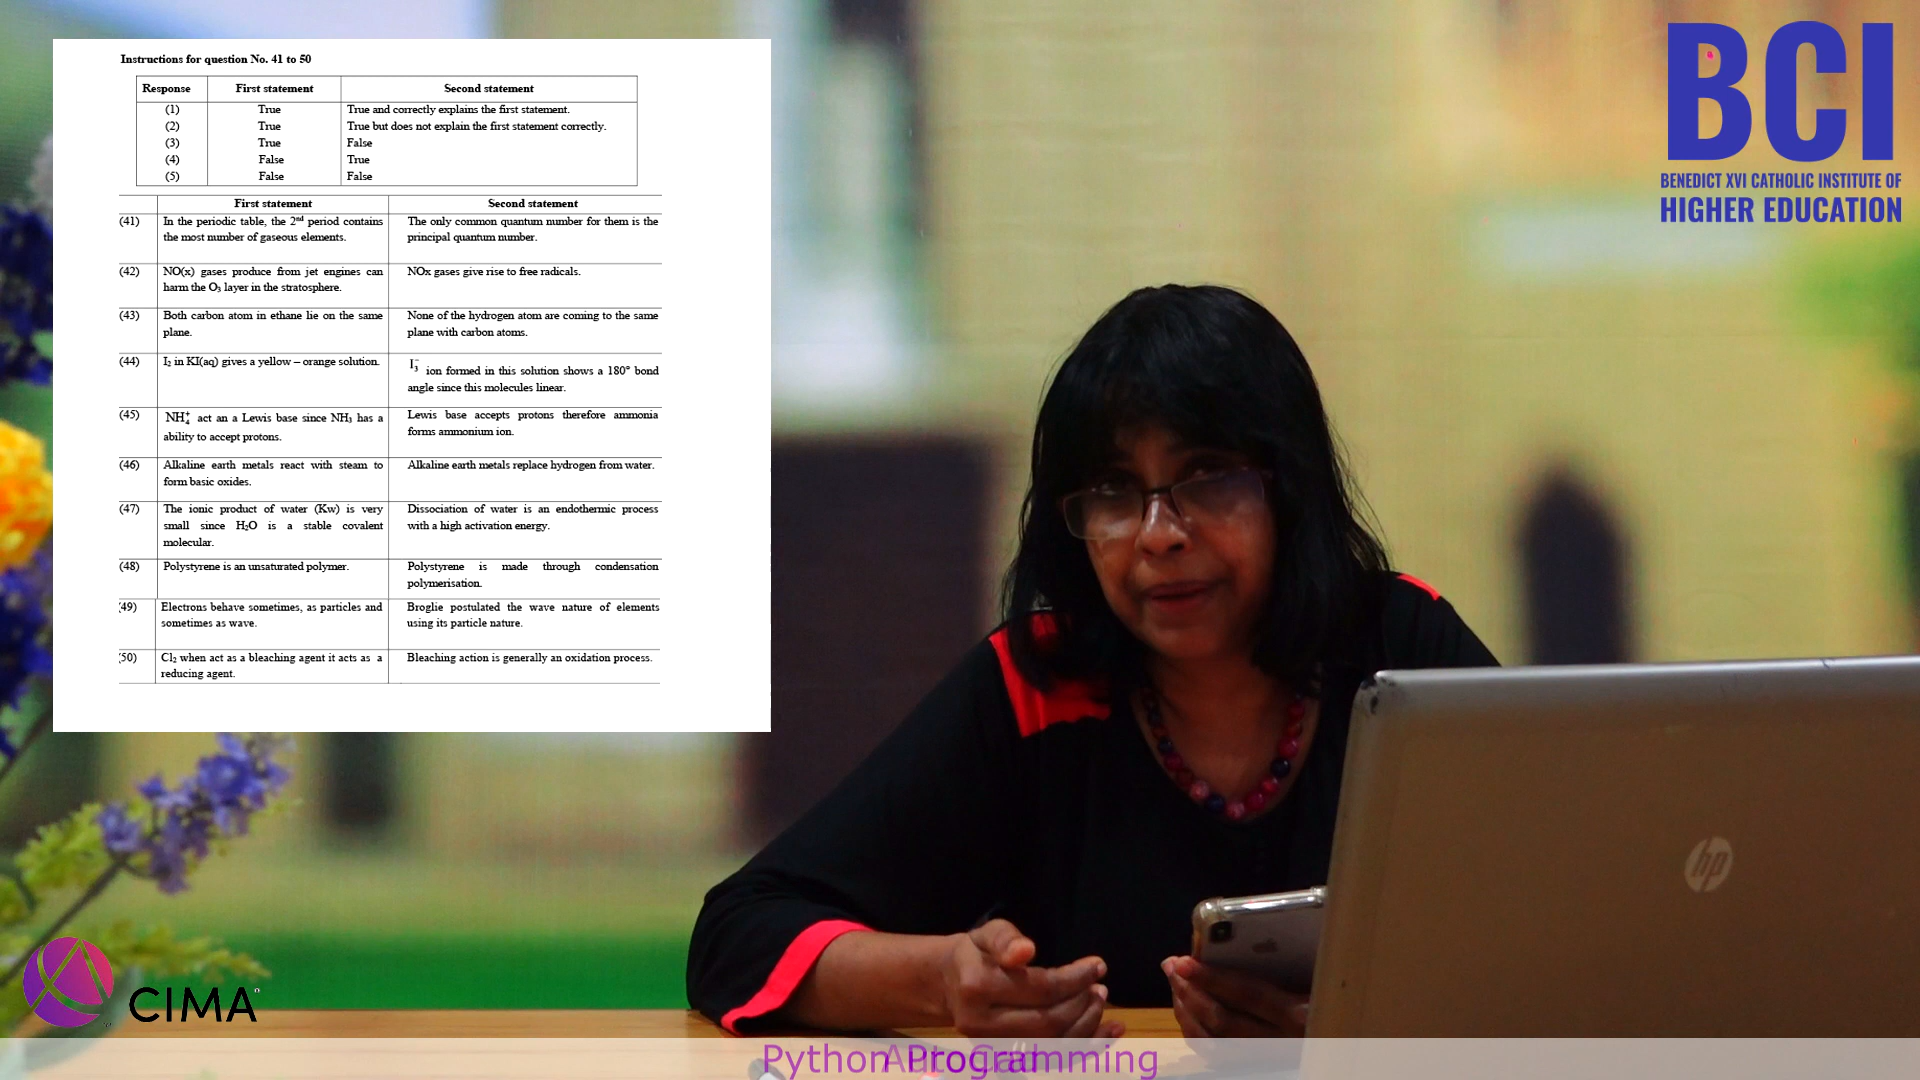 Instructions for question No. 41 to 50
Response First statement Second statement
(1) True True and correctly explains the first statement.
(2) True True but does not explain the first statement correctly.
(3) True False
(4) False True
(5) False False
First statement Second statement
(41) In the periodic table, the 2nd period contains the most number of gaseous elements. The only common quantum number for them is the principal quantum number.
(42) NO(x) gases produce from jet engines can harm the O3 layer in the stratosphere. NOx gases give rise to free radicals.
(43) Both carbon atom in ethane lie on the same plane. None of the hydrogen atom are coming to the same plane with carbon atoms.
(44) I2 in KI(aq) gives a yellow – orange solution. I3- ion formed in this solution shows a 180° bond angle since this molecules linear.
(45) NH4+ act an a Lewis base since NH3 has a ability to accept protons. Lewis base accepts protons therefore ammonia forms ammonium ion.
(46) Alkaline earth metals react with steam to form basic oxides. Alkaline earth metals replace hydrogen from water.
(47) The ionic product of water (Kw) is very small since H2O is a stable covalent molecular. Dissociation of water is an endothermic process with a high activation energy.
(48) Polystyrene is an unsaturated polymer. Polystyrene is made through condensation polymerisation.
(49) Electrons behave sometimes, as particles and sometimes as wave. Broglie postulated the wave nature of elements using its particle nature.
(50) Cl2 when act as a bleaching agent it acts as a reducing agent. Bleaching action is generally an oxidation process.
BCI
BENEDICT XVI CATHOLIC INSTITUTE OF
HIGHER EDUCATION
hp
CIMA
Python Programming